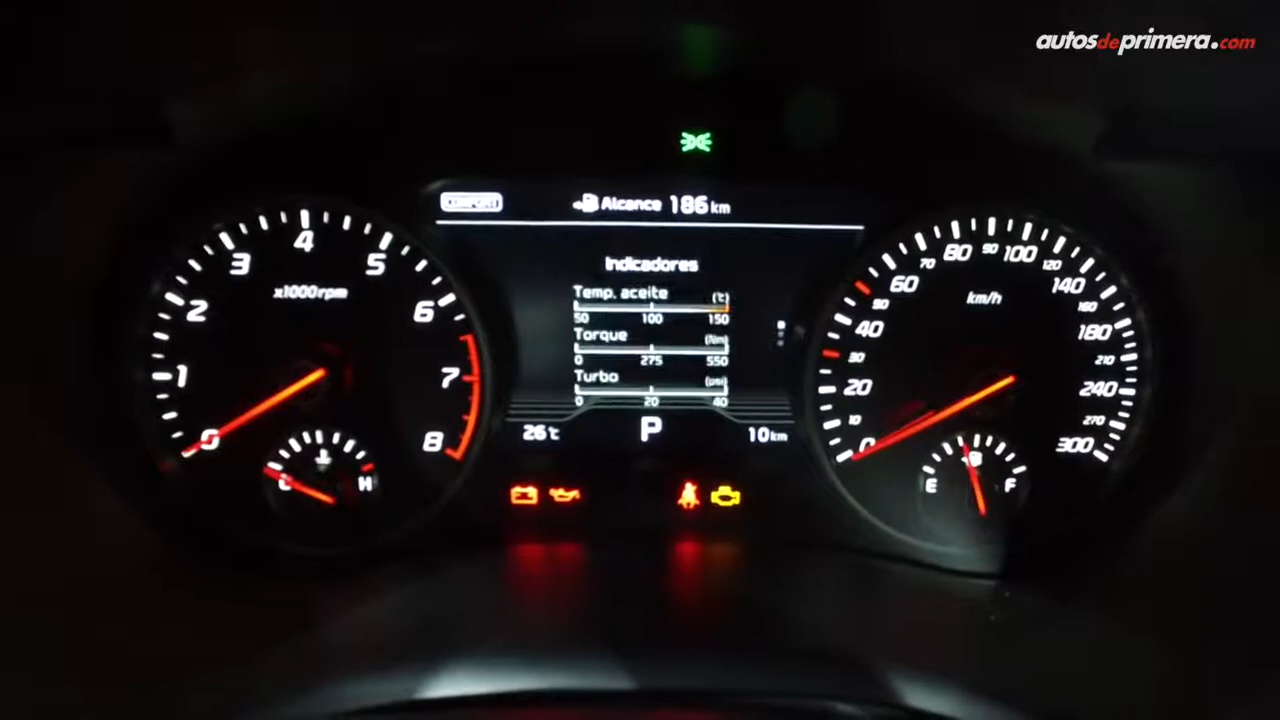 autosdeprimera.com
COMFORT
Alcance 186 km
Indicadores
Temp. aceite (℃)
50 100 150
Torque (Nm)
0 275 550
Turbo (psi)
0 20 40
26℃ P 10km
x1000rpm
0 1 2 3 4 5 6 7 8
C H
km/h
0 10 20 30 40 50 60 70 80 90 100 120 140 160 180 210 240 270 300
E F